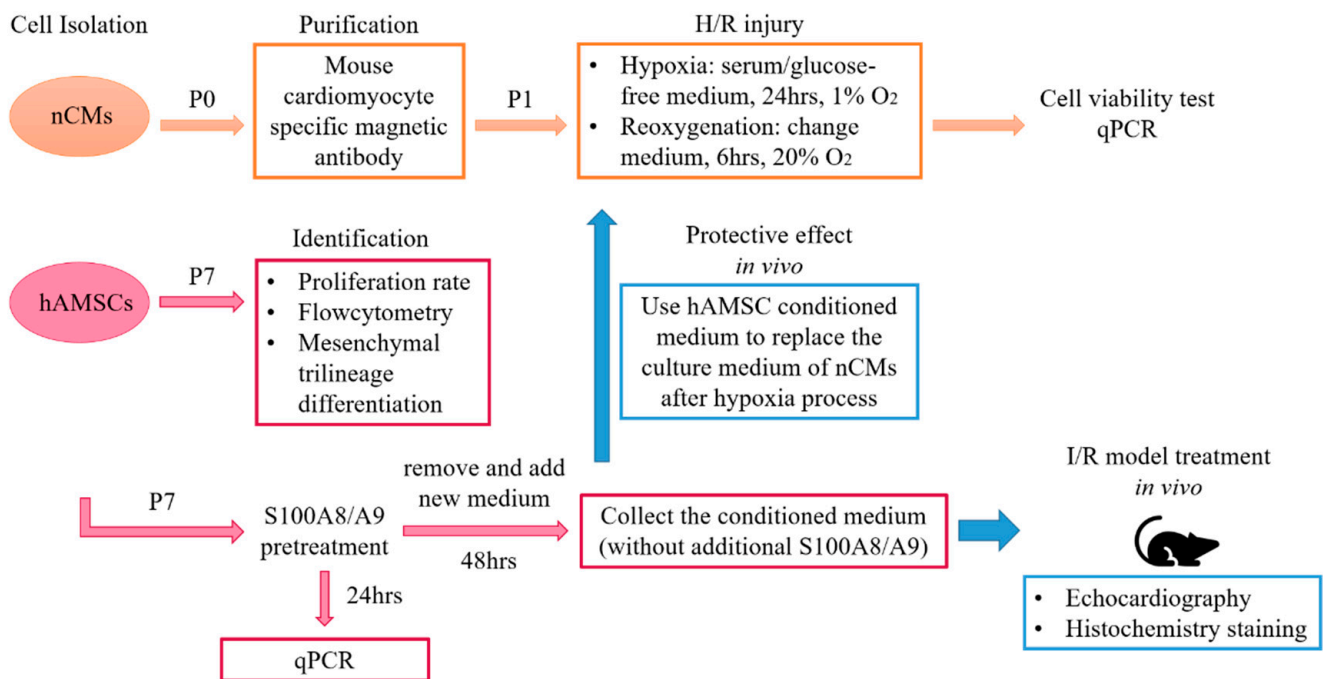 Cell Isolation
Purification
H/R injury
nCMs
P0
Mouse
cardiomyocyte
specific magnetic
antibody
P1
• Hypoxia: serum/glucose-
free medium, 24hrs, 1% O₂
• Reoxygenation: change
medium, 6hrs, 20% O₂
Cell viability test
qPCR
hAMSCs
P7
Identification
• Proliferation rate
• Flowcytometry
• Mesenchymal
trilineage
differentiation
Protective effect
in vivo
Use hAMSC conditioned
medium to replace the
culture medium of nCMs
after hypoxia process
P7
S100A8/A9
pretreatment
remove and add
new medium
48hrs
Collect the conditioned medium
(without additional S100A8/A9)
I/R model treatment
in vivo
• Echocardiography
• Histochemistry staining
24hrs
qPCR